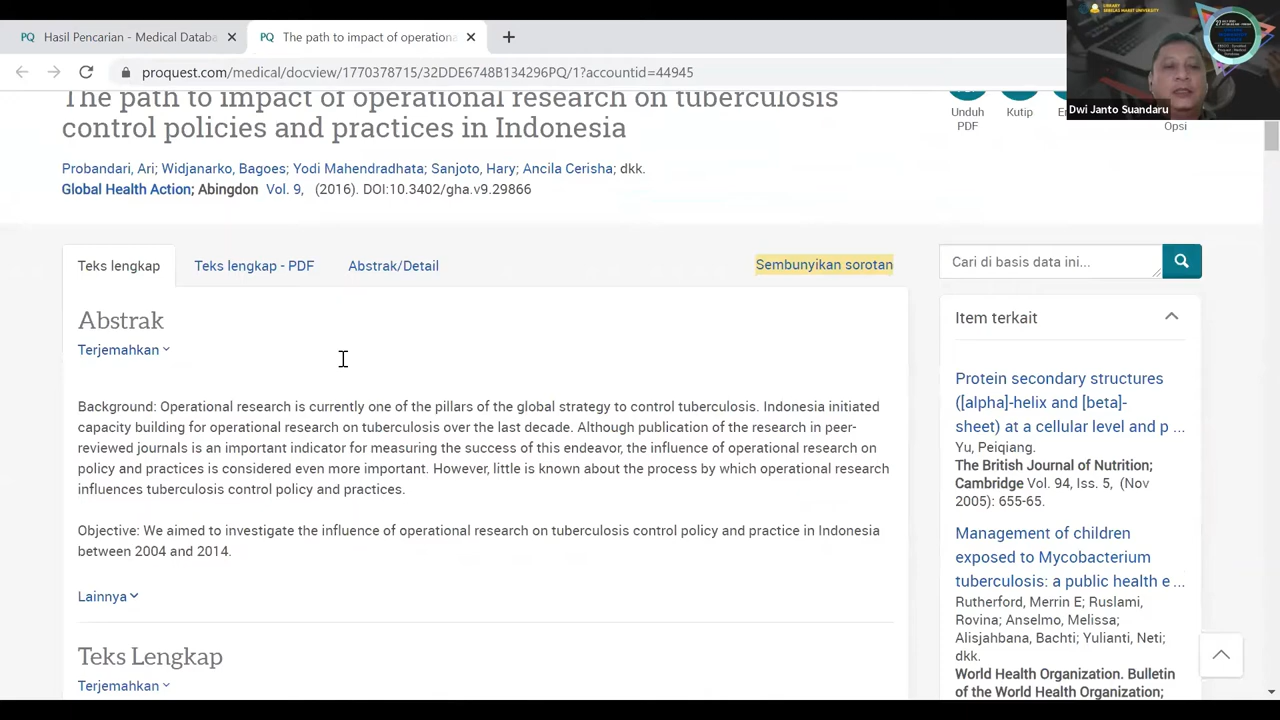 PQ Hasil Pencarian - Medical Databa
PQ The path to impact of operationa
LIBRARY
SEBELAS MARET UNIVERSITY
proquest.com/medical/docview/1770378715/32DDE6748B134296PQ/1?accountid=44945
Dwi Janto Suandaru
The path to impact of operational research on tuberculosis
control policies and practices in Indonesia
Unduh
PDF
Kutip
Opsi
Probandari, Ari; Widjanarko, Bagoes; Yodi Mahendradhata; Sanjoto, Hary; Ancila Cerisha; dkk.
Global Health Action; Abingdon Vol. 9, (2016). DOI:10.3402/gha.v9.29866
Teks lengkap
Teks lengkap - PDF
Abstrak/Detail
Sembunyikan sorotan
Cari di basis data ini...
Abstrak
Terjemahkan
Background: Operational research is currently one of the pillars of the global strategy to control tuberculosis. Indonesia initiated
capacity building for operational research on tuberculosis over the last decade. Although publication of the research in peer-
reviewed journals is an important indicator for measuring the success of this endeavor, the influence of operational research on
policy and practices is considered even more important. However, little is known about the process by which operational research
influences tuberculosis control policy and practices.
Objective: We aimed to investigate the influence of operational research on tuberculosis control policy and practice in Indonesia
between 2004 and 2014.
Lainnya
Teks Lengkap
Terjemahkan
Item terkait
Protein secondary structures
([alpha]-helix and [beta]-
sheet) at a cellular level and p ...
Yu, Peiqiang.
The British Journal of Nutrition;
Cambridge Vol. 94, Iss. 5, (Nov
2005): 655-65.
Management of children
exposed to Mycobacterium
tuberculosis: a public health e ...
Rutherford, Merrin E; Ruslami,
Rovina; Anselmo, Melissa;
Alisjahbana, Bachti; Yulianti, Neti;
dkk.
World Health Organization. Bulletin
of the World Health Organization;